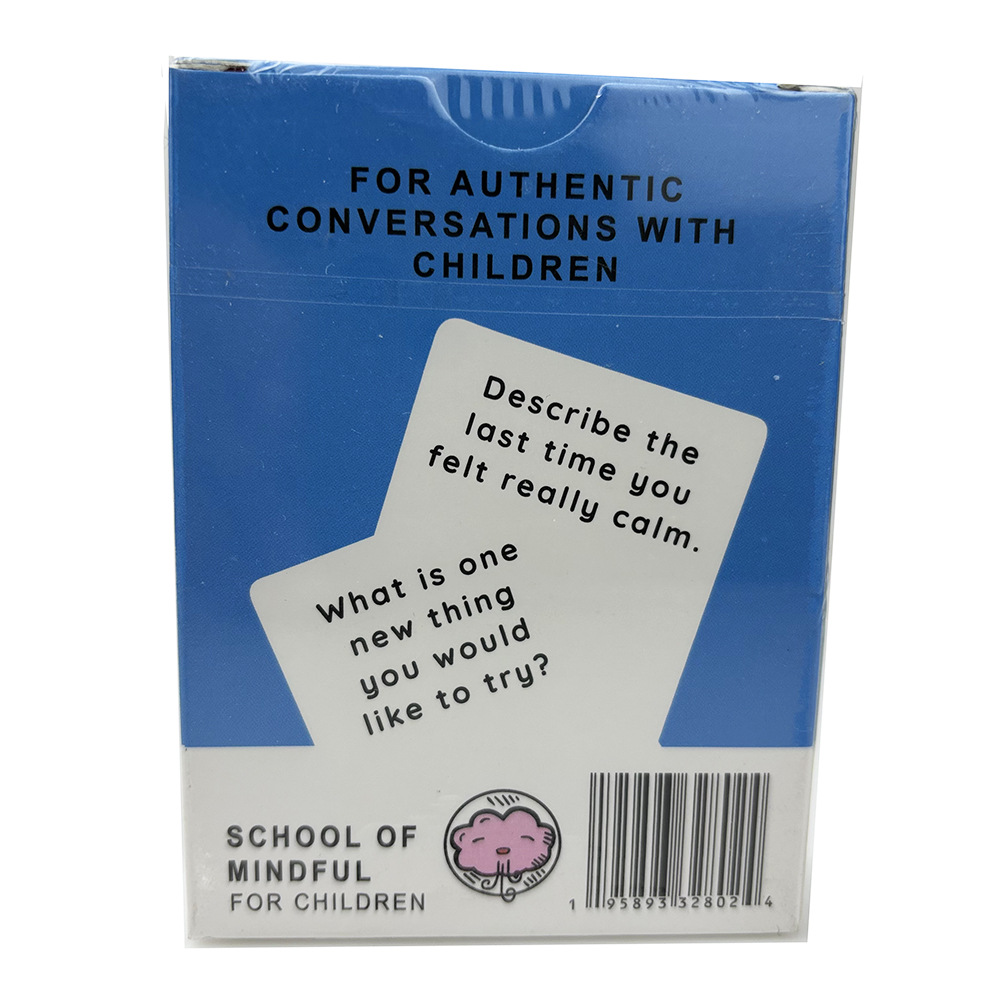 FOR AUTHENTIC
CONVERSATIONS WITH
CHILDREN
Describe the
last time you
felt really calm.
What is one
new thing
you would
like to try?
SCHOOL OF
MINDFUL
FOR CHILDREN
1 95893 32802 4